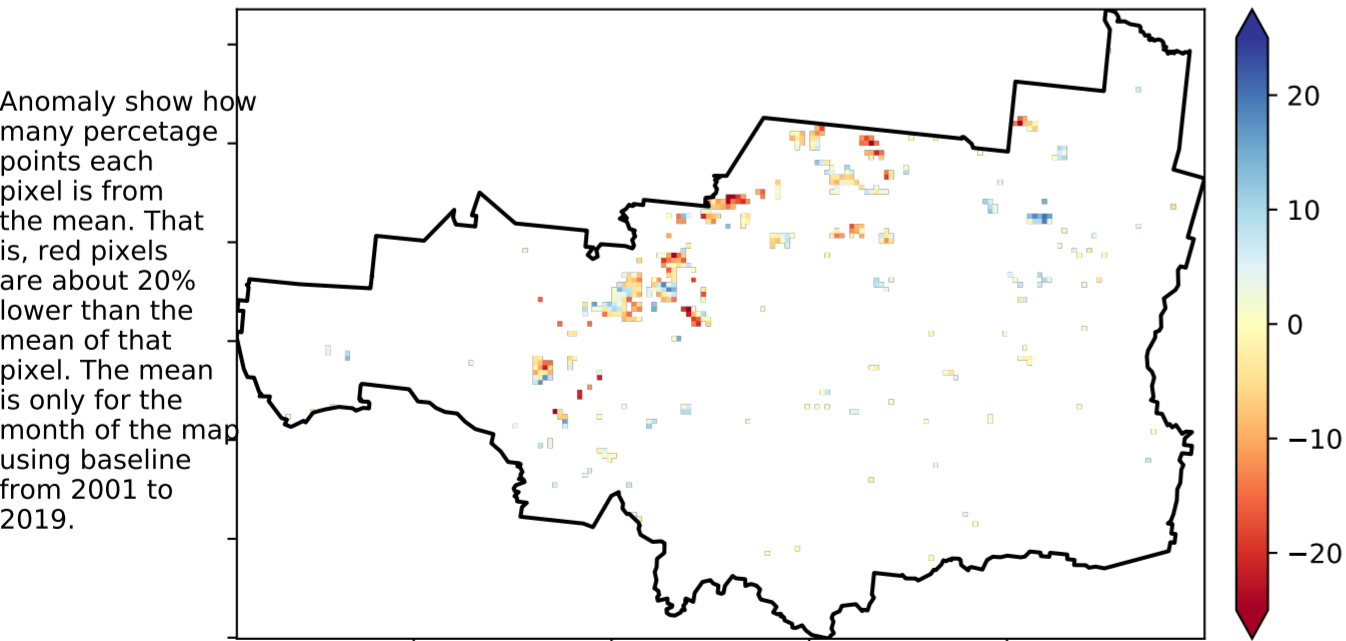 Anomaly show how
many percetage
points each
pixel is from
the mean. That
is, red pixels
are about 20%
lower than the
mean of that
pixel. The mean
is only for the
month of the map
using baseline
from 2001 to
2019.
20
10
0
−10
−20